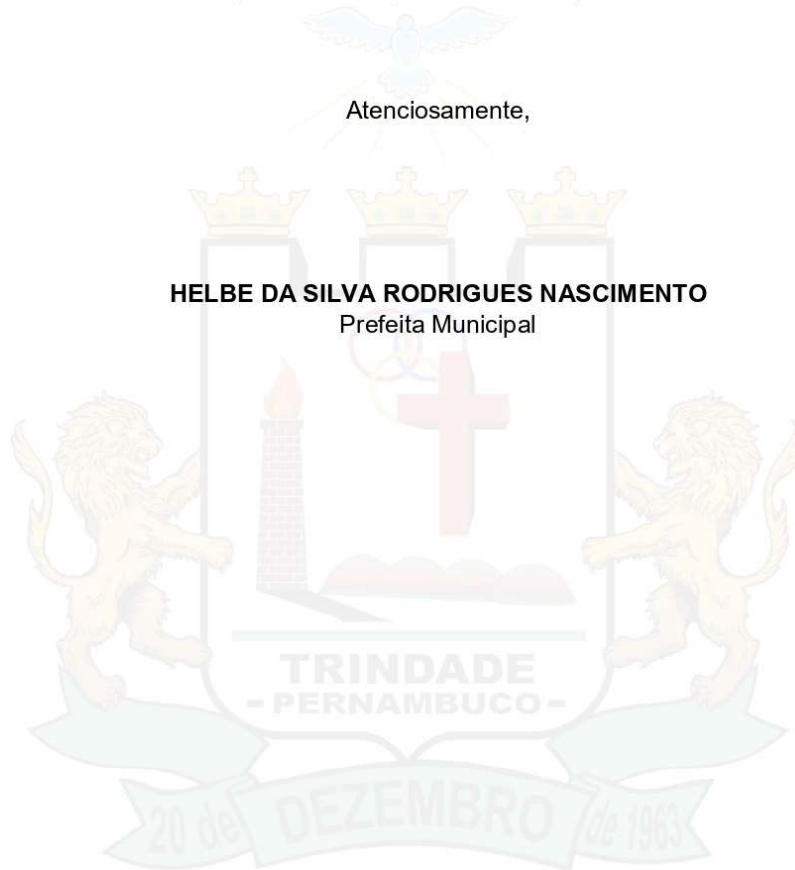 Atenciosamente,
HELBE DA SILVA RODRIGUES NASCIMENTO
Prefeita Municipal
TRINDADE
- PERNAMBUCO -
20 de DEZEMBRO de 1963